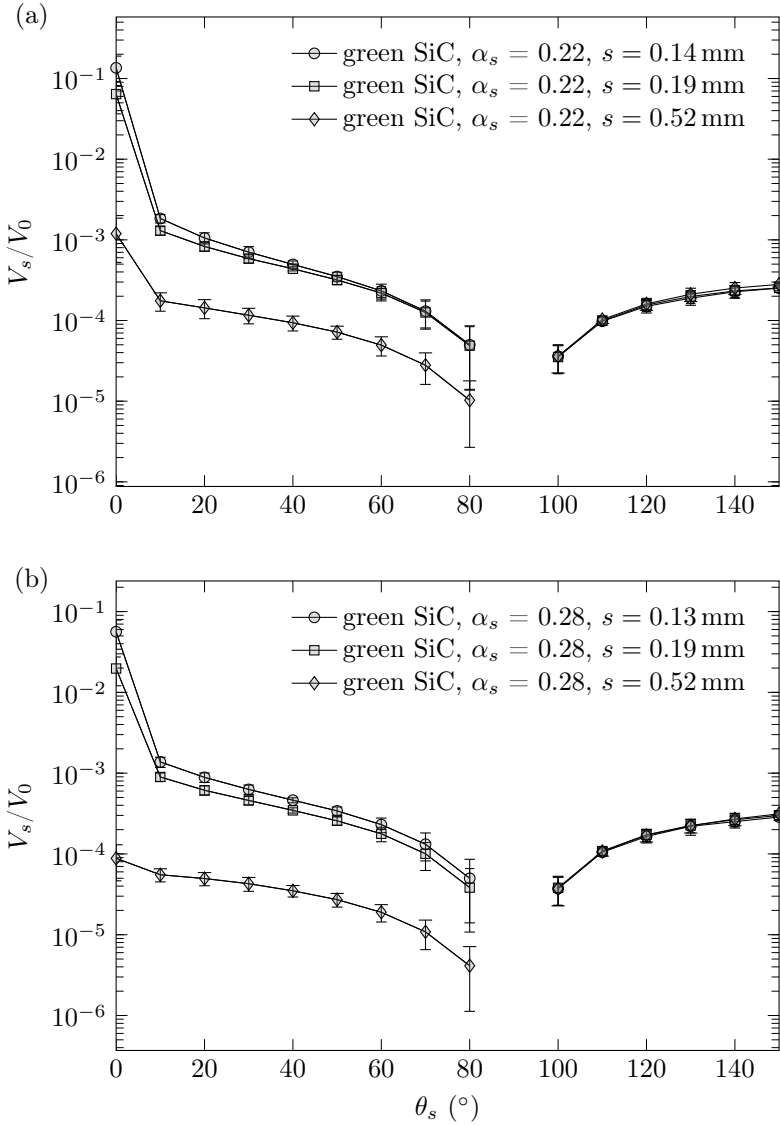 (a)
green SiC, αₛ = 0.22, s = 0.14 mm
green SiC, αₛ = 0.22, s = 0.19 mm
green SiC, αₛ = 0.22, s = 0.52 mm
Vₛ/V₀
10⁻¹
10⁻²
10⁻³
10⁻⁴
10⁻⁵
10⁻⁶
0 20 40 60 80 100 120 140
(b)
green SiC, αₛ = 0.28, s = 0.13 mm
green SiC, αₛ = 0.28, s = 0.19 mm
green SiC, αₛ = 0.28, s = 0.52 mm
Vₛ/V₀
10⁻¹
10⁻²
10⁻³
10⁻⁴
10⁻⁵
10⁻⁶
0 20 40 60 80 100 120 140
θₛ (°)